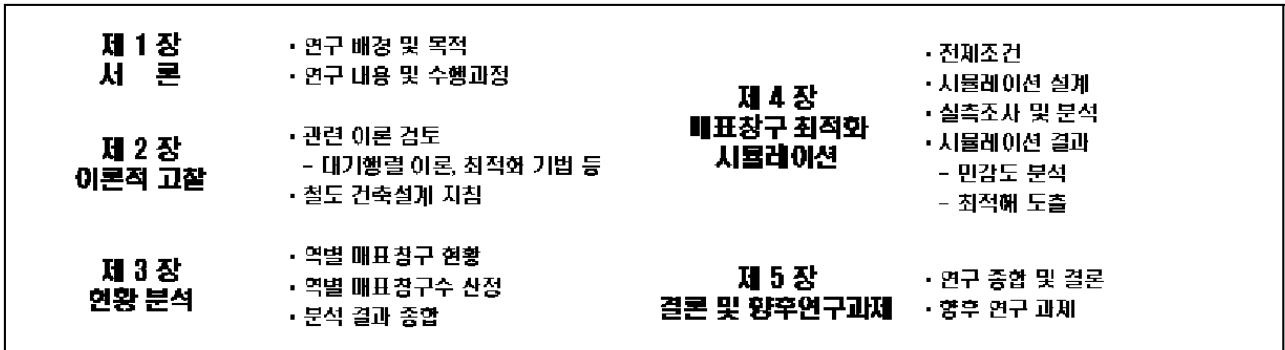 제 1 장
서 론
· 연구 배경 및 목적
· 연구 내용 및 수행과정
제 2 장
이론적 고찰
· 관련 이론 검토
- 대기행렬 이론, 최적화 기법 등
· 철도 건축설계 지침
제 3 장
현황 분석
· 역별 매표창구 현황
· 역별 매표창구수 산정
· 분석 결과 종합
제 4 장
매표창구 최적화
시뮬레이션
· 전제조건
· 시뮬레이션 설계
· 실측조사 및 분석
· 시뮬레이션 결과
- 민감도 분석
- 최적해 도출
제 5 장
결론 및 향후연구과제
· 연구 종합 및 결론
· 향후 연구 과제